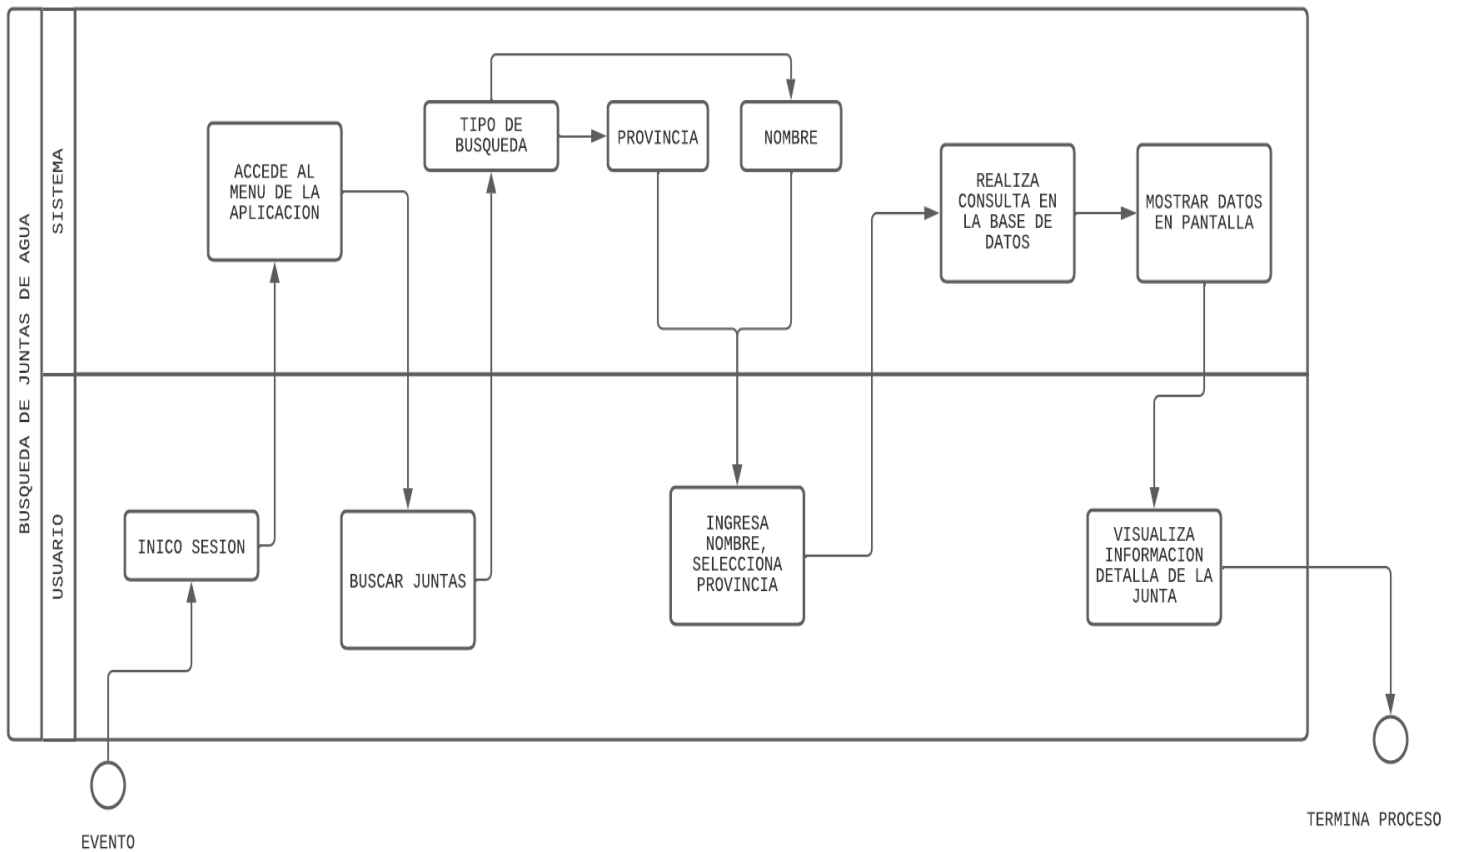 BUSQUEDA DE JUNTAS DE AGUA
SISTEMA
USUARIO
TIPO DE
BUSQUEDA
PROVINCIA
NOMBRE
ACCEDE AL
MENU DE LA
APLICACION
REALIZA
CONSULTA EN
LA BASE DE
DATOS
MOSTRAR DATOS
EN PANTALLA
INICO SESION
BUSCAR JUNTAS
INGRESA
NOMBRE,
SELECCIONA
PROVINCIA
VISUALIZA
INFORMACION
DETALLA DE LA
JUNTA
EVENTO
TERMINA PROCESO